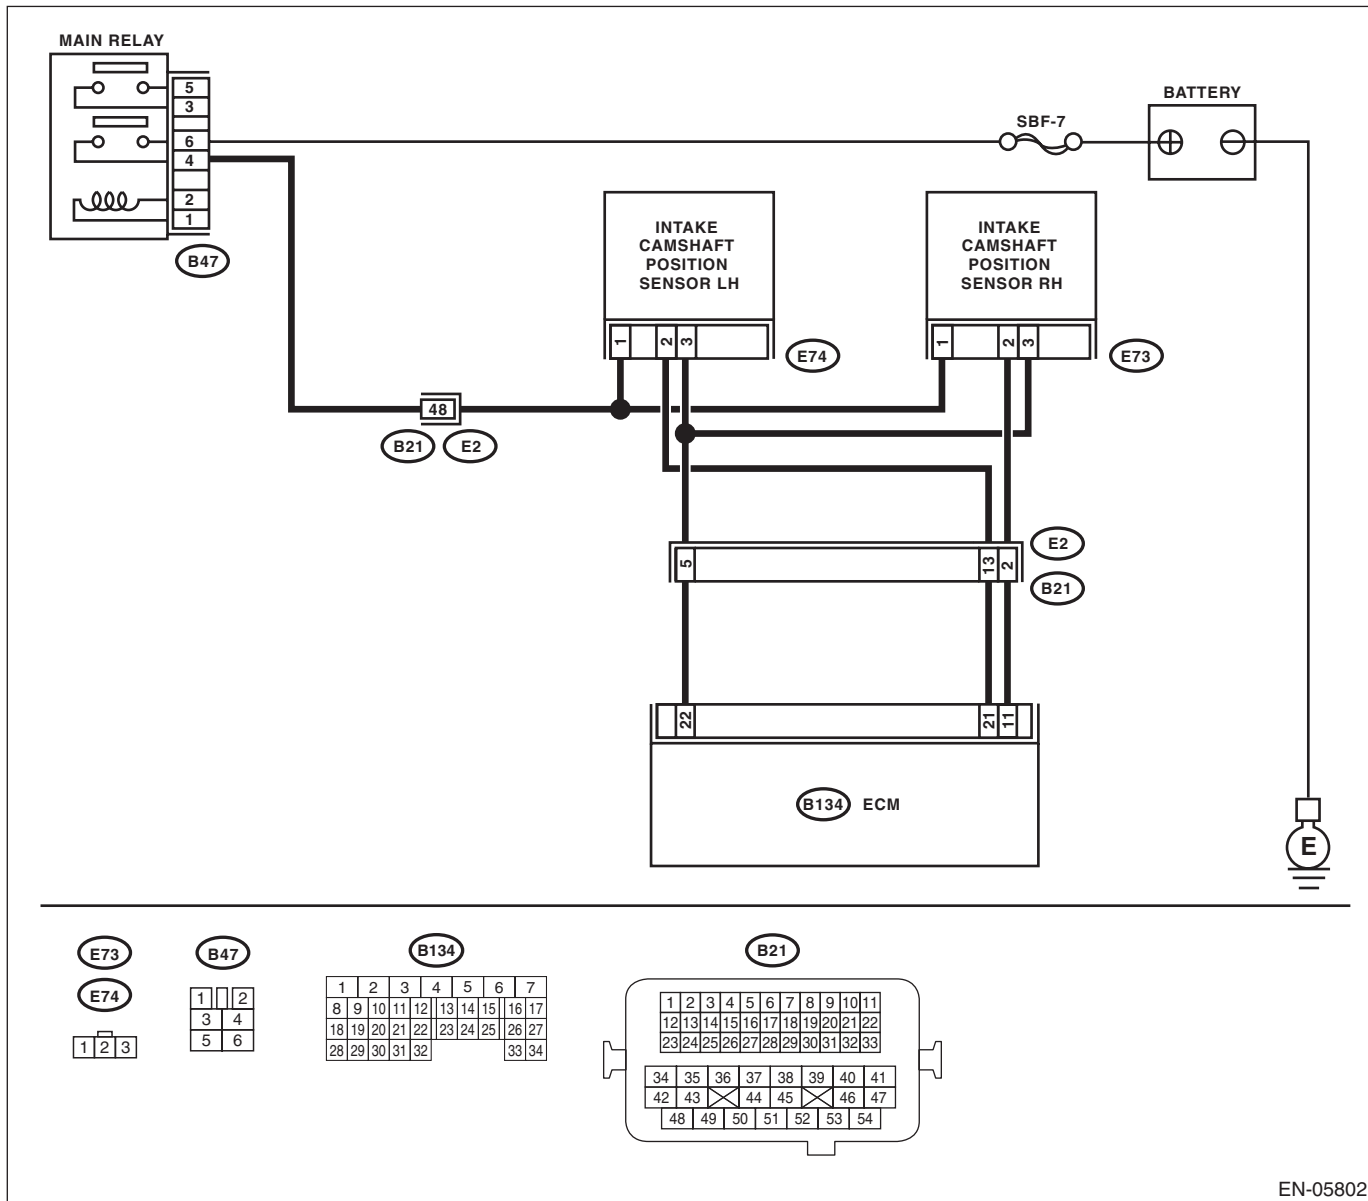 MAIN RELAY
5
3
6
4
2
1
B47
SBF-7
BATTERY
INTAKE
CAMSHAFT
POSITION
SENSOR LH
1 2 3
E74
INTAKE
CAMSHAFT
POSITION
SENSOR RH
1 2 3
E73
48
B21 E2
E2
5 13 2
B21
22 21 11
B134 ECM
E
E73
E74
1 2 3
B47
1 2
3 4
5 6
B134
1 2 3 4 5 6 7
8 9 10 11 12 13 14 15 16 17
18 19 20 21 22 23 24 25 26 27
28 29 30 31 32 33 34
B21
1 2 3 4 5 6 7 8 9 10 11
12 13 14 15 16 17 18 19 20 21 22
23 24 25 26 27 28 29 30 31 32 33
34 35 36 37 38 39 40 41
42 43 44 45 46 47
48 49 50 51 52 53 54
EN-05802